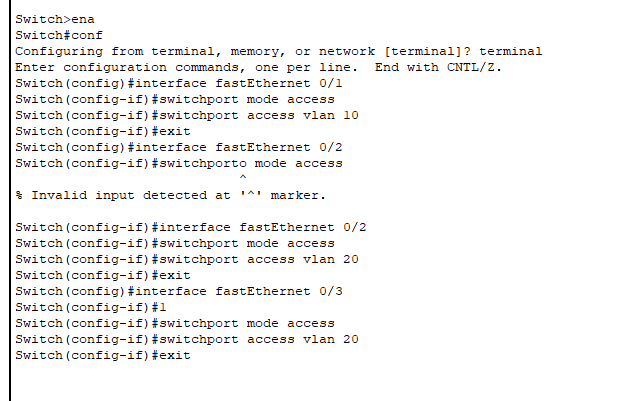 Switch>ena
Switch#conf
Configuring from terminal, memory, or network [terminal]? terminal
Enter configuration commands, one per line.  End with CNTL/Z.
Switch(config)#interface fastEthernet 0/1
Switch(config-if)#switchport mode access
Switch(config-if)#switchport access vlan 10
Switch(config-if)#exit
Switch(config)#interface fastEthernet 0/2
Switch(config-if)#switchporto mode access
^
% Invalid input detected at '^' marker.
Switch(config-if)#interface fastEthernet 0/2
Switch(config-if)#switchport mode access
Switch(config-if)#switchport access vlan 20
Switch(config-if)#exit
Switch(config)#interface fastEthernet 0/3
Switch(config-if)#1
Switch(config-if)#switchport mode access
Switch(config-if)#switchport access vlan 20
Switch(config-if)#exit